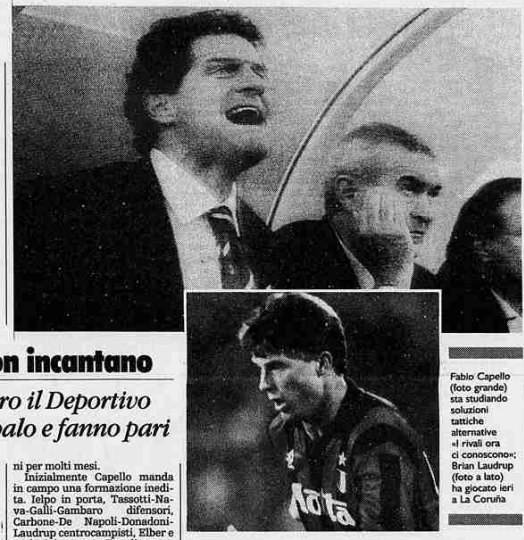 on incantano
ro il Deportivo
palo e fanno pari
ni per molti mesi.
Inizialmente Capello manda
in campo una formazione inedi-
ta. Ielpo in porta, Tassotti-Na-
va-Galli-Gambaro difensori,
Carbone-De Napoli-Donadoni-
Laudrup centrocampisti, Elber e
Motta
Fabio Capello
(foto grande)
sta studiando
soluzioni
tattiche
alternative
«I rivali ora
ci conoscono»;
Brian Laudrup
(foto a lato)
ha giocato ieri
a La Coruña